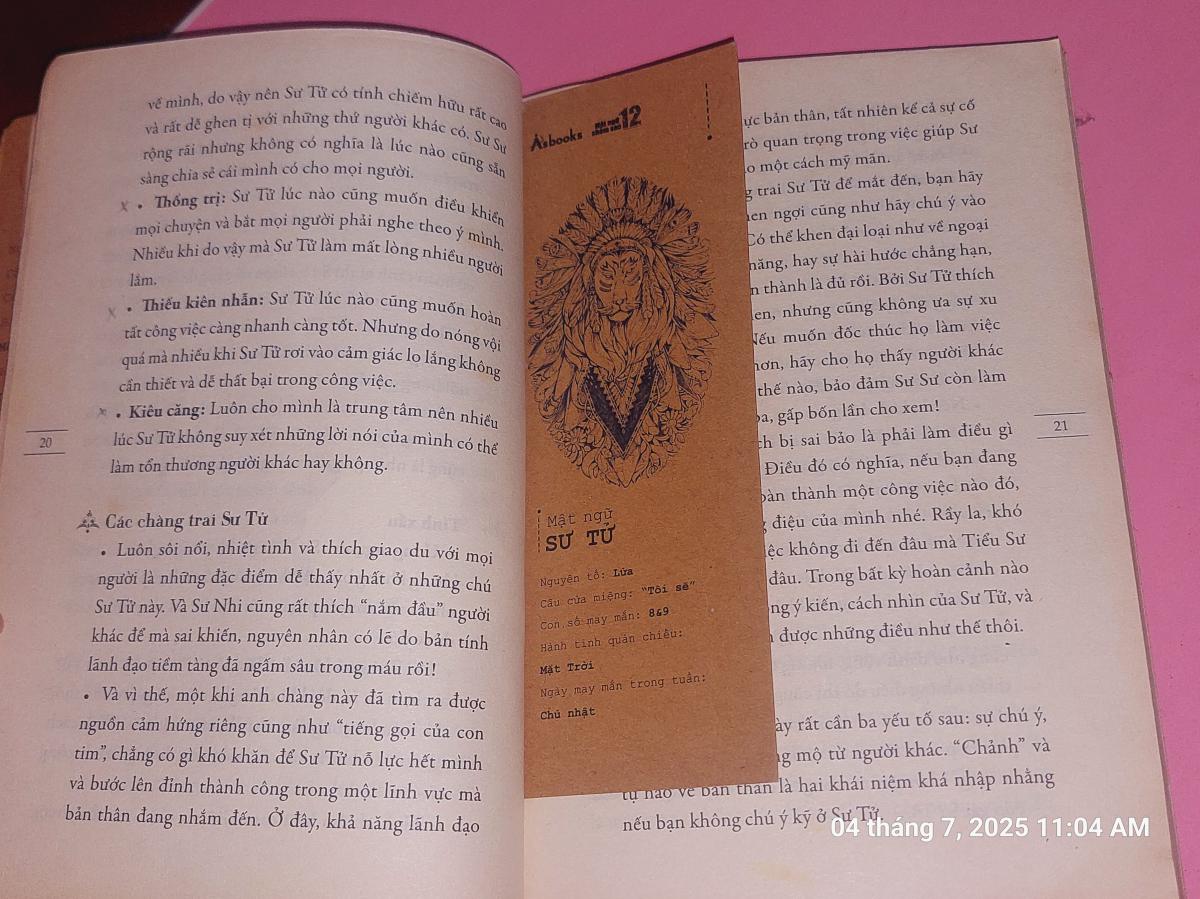 về mình, do vậy nên Sư Tử có tính chiếm hữu rất cao
và rất dễ ghen tị với những thứ người khác có. Sư Sư
rộng rãi nhưng không có nghĩa là lúc nào cũng sẵn
sàng chia sẻ cái mình có cho mọi người.
x • Thống trị: Sư Tử lúc nào cũng muốn điều khiển
mọi chuyện và bắt mọi người phải nghe theo ý mình.
Nhiều khi do vậy mà Sư Tử làm mất lòng nhiều người
lắm.
x • Thiếu kiên nhẫn: Sư Tử lúc nào cũng muốn hoàn
tất công việc càng nhanh càng tốt. Nhưng do nóng vội
quá mà nhiều khi Sư Tử rơi vào cảm giác lo lắng không
cần thiết và dễ thất bại trong công việc.
x • Kiêu căng: Luôn cho mình là trung tâm nên nhiều
lúc Sư Tử không suy xét những lời nói của mình có thể
làm tổn thương người khác hay không.
20
Các chàng trai Sư Tử
• Luôn sôi nổi, nhiệt tình và thích giao du với mọi
người là những đặc điểm dễ thấy nhất ở những chú
Sư Tử này. Và Sư Nhi cũng rất thích “nắm đầu” người
khác để mà sai khiến, nguyên nhân có lẽ do bản tính
lãnh đạo tiềm tàng đã ngấm sâu trong máu rồi!
• Và vì thế, một khi anh chàng này đã tìm ra được
nguồn cảm hứng riêng cũng như “tiếng gọi của con
tim”, chẳng có gì khó khăn để Sư Tử nỗ lực hết mình
và bước lên đỉnh thành công trong một lĩnh vực mà
bản thân đang nhắm đến. Ở đây, khả năng lãnh đạo
A's books
12
Mật ngữ
SƯ TỬ
Nguyên tố: Lửa
Câu cửa miệng: “Tôi sẽ”
Con số may mắn: 8&9
Hành tinh quản chiếu:
Mặt Trời
Ngày may mắn trong tuần:
Chủ nhật
bản thân, tất nhiên kể cả sự cố
quan trọng trong việc giúp Sư
một cách mỹ mãn.
trai Sư Tử để mắt đến, bạn hãy
ngợi cũng như hãy chú ý vào
Có thể khen đại loại như về ngoại
năng, hay sự hài hước chẳng hạn,
thành là đủ rồi. Bởi Sư Tử thích
nhưng cũng không ưa sự xu
Nếu muốn đốc thúc họ làm việc
hơn, hãy cho họ thấy người khác
thế nào, bảo đảm Sư Sư còn làm
gấp bốn lần cho xem!
bị sai bảo là phải làm điều gì
Điều đó có nghĩa, nếu bạn đang
thành một công việc nào đó,
điệu của mình nhé. Rầy la, khó
không đi đến đâu mà Tiểu Sư
đâu. Trong bất kỳ hoàn cảnh nào
ý kiến, cách nhìn của Sư Tử, và
được những điều như thế thôi.
21
rất cần ba yếu tố sau: sự chú ý,
mộ từ người khác. “Chảnh” và
tự hào về bản thân là hai khái niệm khá nhập nhằng
nếu bạn không chú ý kỹ ở Sư Tử.
04 tháng 7, 2025 11:04 AM